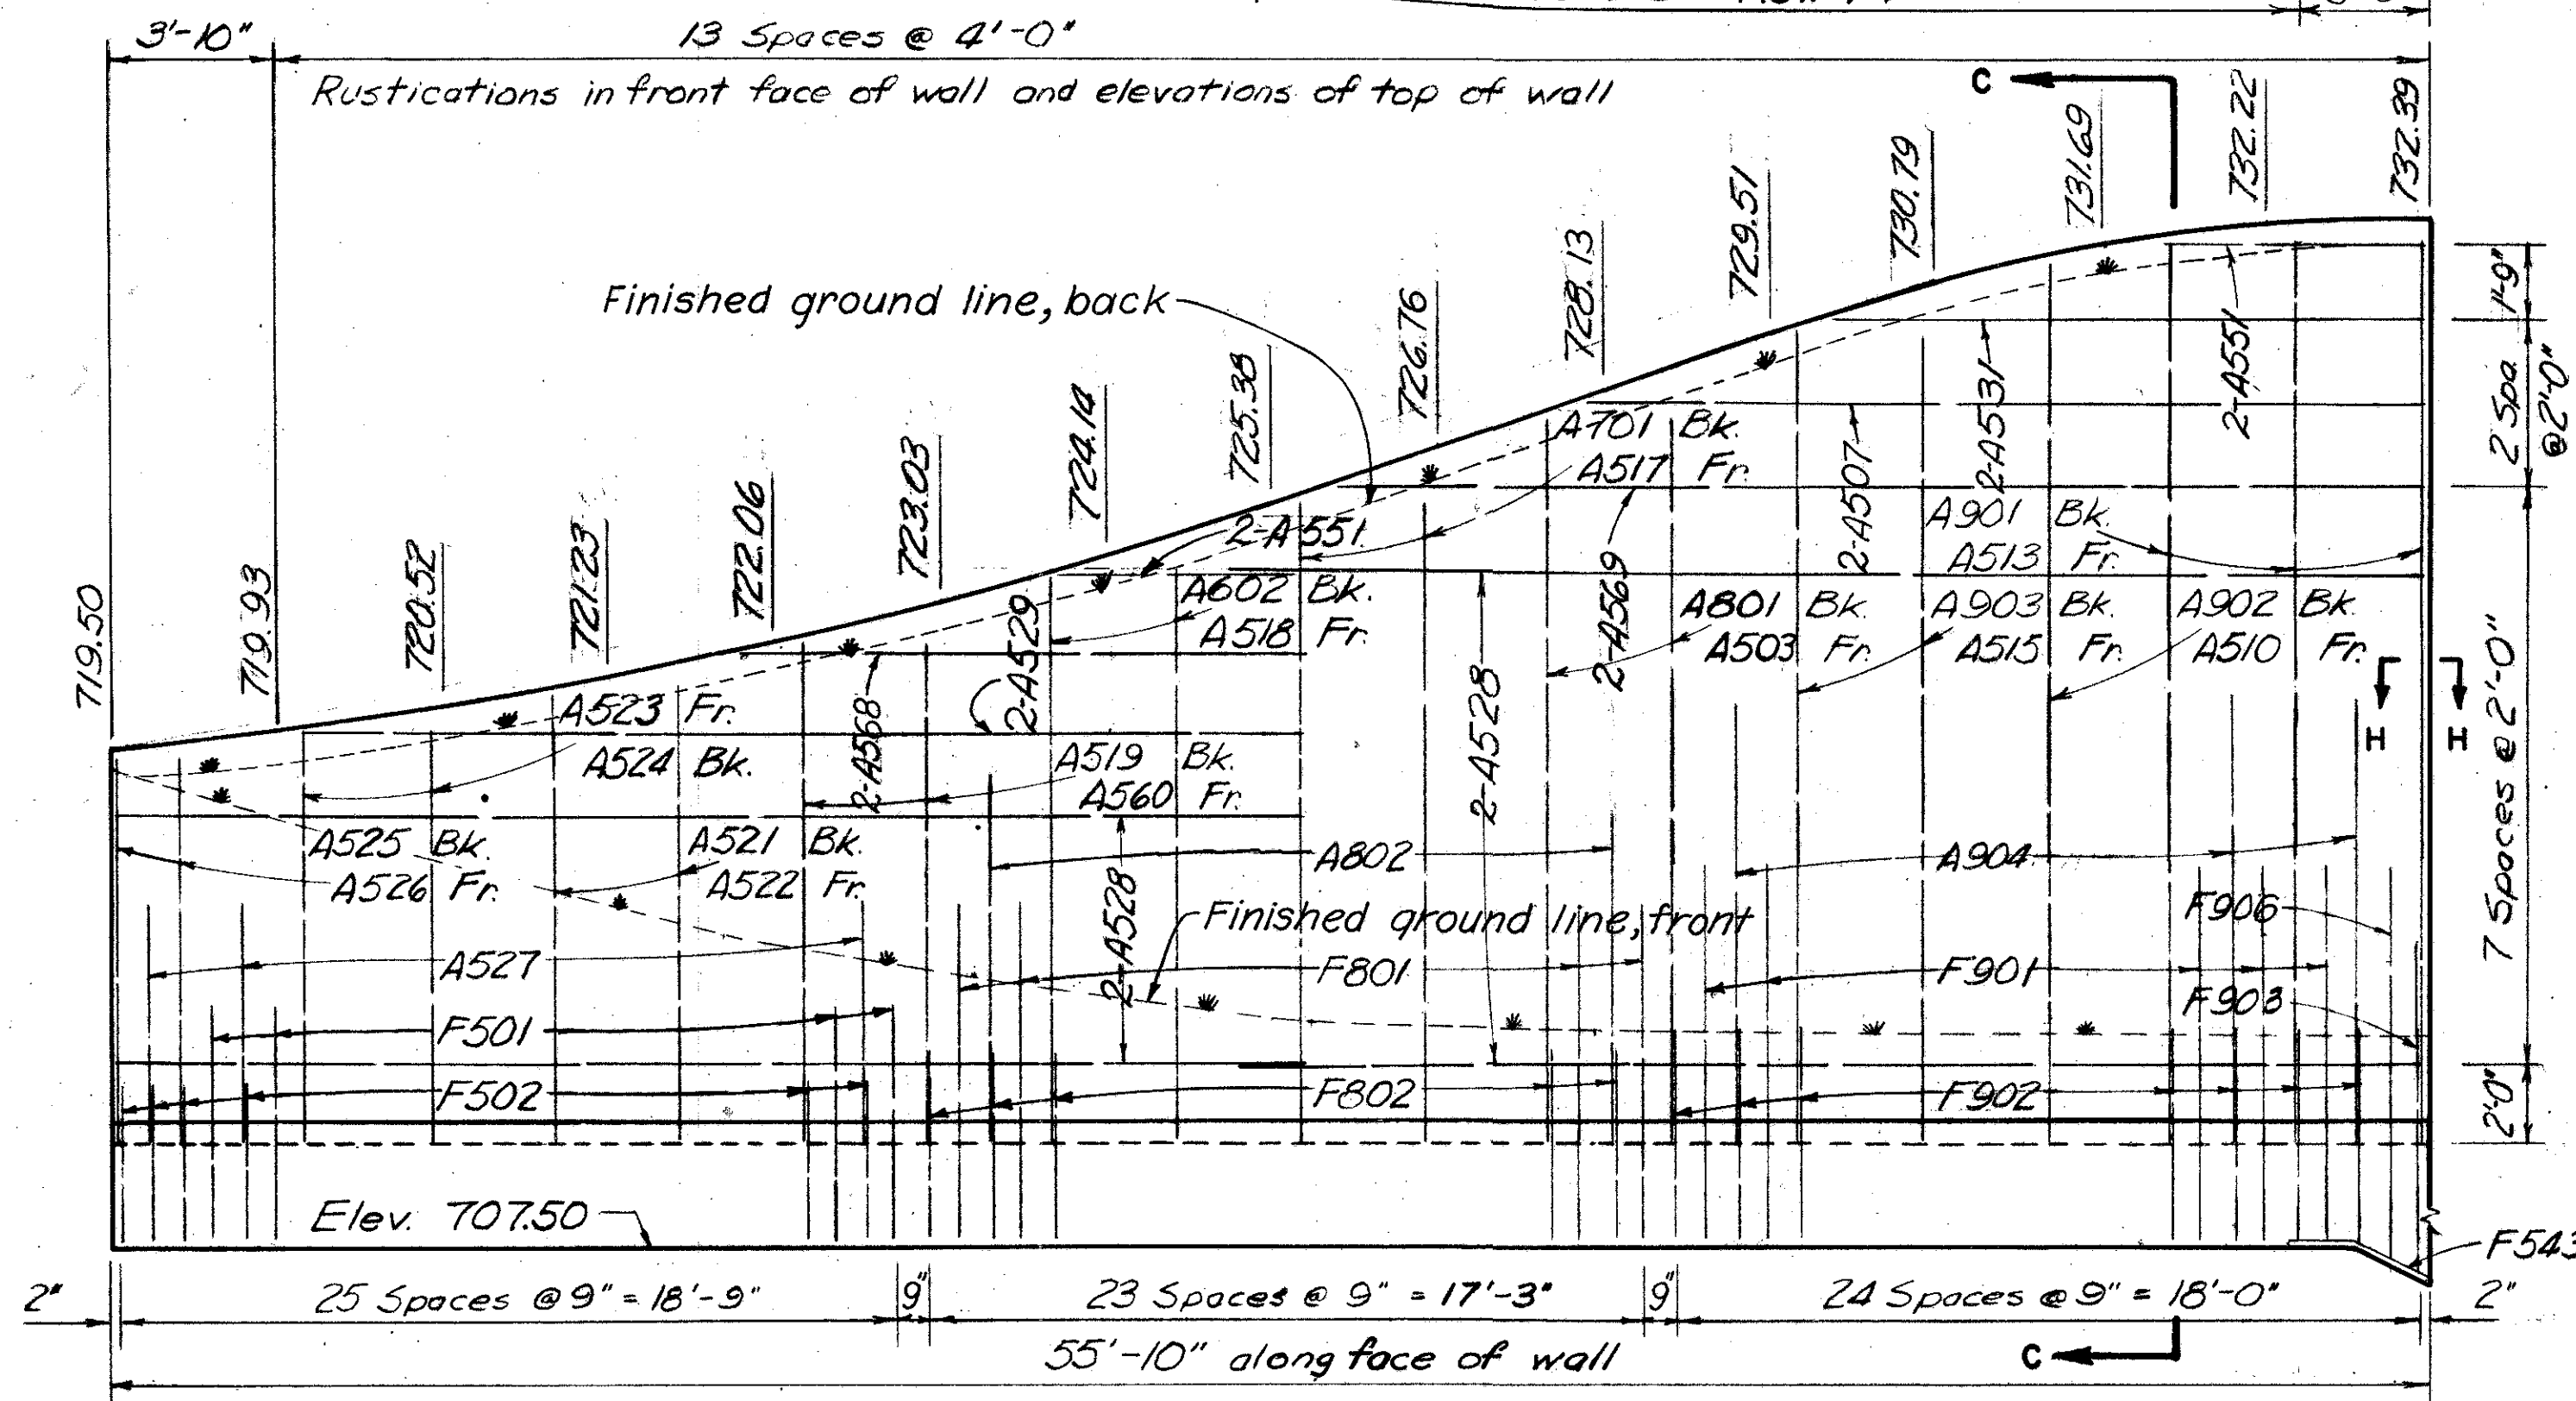 3'-10"
13 Spaces @ 4'-0"
Rustications in front face of wall and elevations of top of wall
C
719.50
719.93
720.52
721.23
722.06
723.03
724.14
725.38
726.76
728.13
729.51
730.79
731.69
732.22
732.39
Finished ground line, back
1'-9"
2 Spa
@2'-0"
7 Spaces @ 2'-0"
2'0"
A701 Bk.
A517 Fr.
2-A507
2-A531
2-A551
2-A551
A901 Bk.
A513 Fr.
2-A529
A602 Bk.
A518 Fr.
2-A569
A801 Bk.
A503 Fr.
A903 Bk.
A515 Fr.
A902 Bk.
A510 Fr.
H H
A523 Fr.
A524 Bk.
2-A568
A519 Bk.
A560 Fr.
2-A528
A525 Bk.
A526 Fr.
A521 Bk.
A522 Fr.
2-A528
A802
A904
F906
Finished ground line, front
A527
F801
F901
F903
F501
F502
F802
F902
Elev. 707.50
F543
2"
25 Spaces @ 9" = 18'-9"
9"
23 Spaces @ 9" = 17'-3"
9"
24 Spaces @ 9" = 18'-0"
2"
55'-10" along face of wall
C